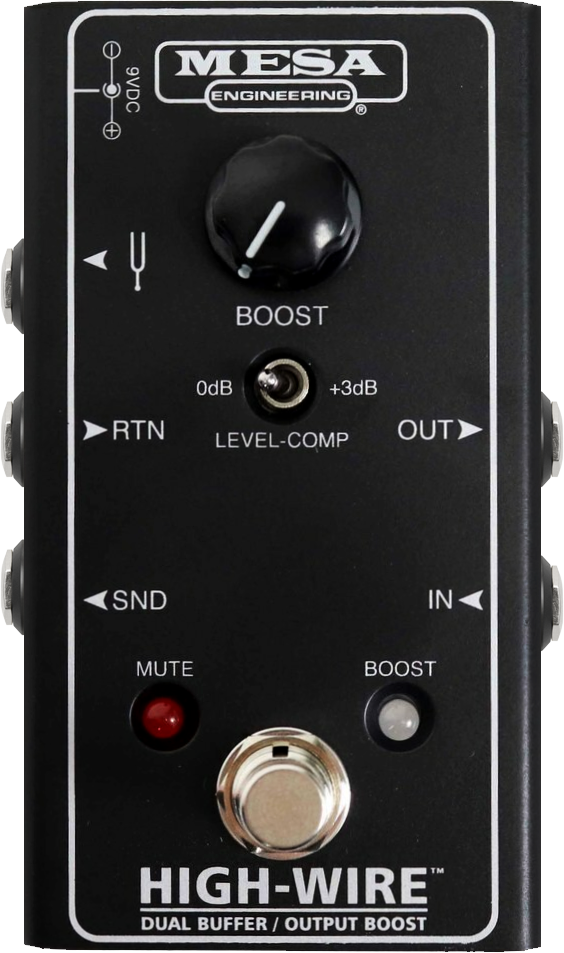 9VDC
MESA
ENGINEERING®
BOOST
0dB +3dB
LEVEL-COMP
RTN OUT
SND IN
MUTE BOOST
HIGH-WIRE™
DUAL BUFFER / OUTPUT BOOST